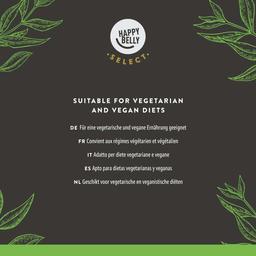 HAPPY
BELLY
•SELECT•
SUITABLE FOR VEGETARIAN
AND VEGAN DIETS
DE Für eine vegetarische und vegane Ernährung geeignet
FR Convient aux régimes végétarien et végétalien
IT Adatto per diete vegetariane e vegane
ES Apto para dietas vegetarianas y veganas
NL Geschikt voor vegetarische en veganistische diëten